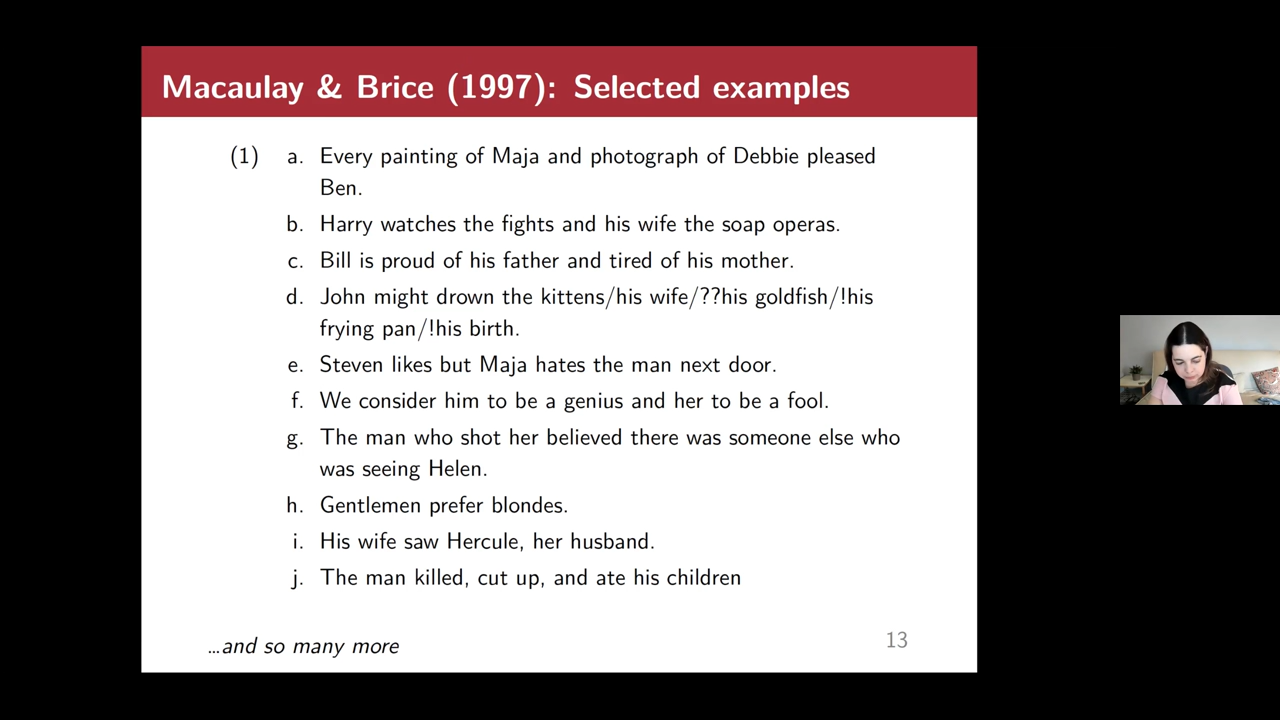 Macaulay & Brice (1997): Selected examples
(1) a. Every painting of Maja and photograph of Debbie pleased
Ben.
b. Harry watches the fights and his wife the soap operas.
c. Bill is proud of his father and tired of his mother.
d. John might drown the kittens/his wife/??his goldfish/!his
frying pan/!his birth.
e. Steven likes but Maja hates the man next door.
f. We consider him to be a genius and her to be a fool.
g. The man who shot her believed there was someone else who
was seeing Helen.
h. Gentlemen prefer blondes.
i. His wife saw Hercule, her husband.
j. The man killed, cut up, and ate his children
...and so many more
13